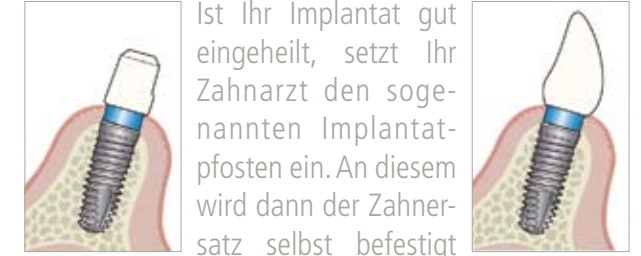 Ist Ihr Implantat gut
eingeheilt, setzt Ihr
Zahnarzt den soge-
nannten Implantat-
pfosten ein. An diesem
wird dann der Zahner-
satz selbst befestigt